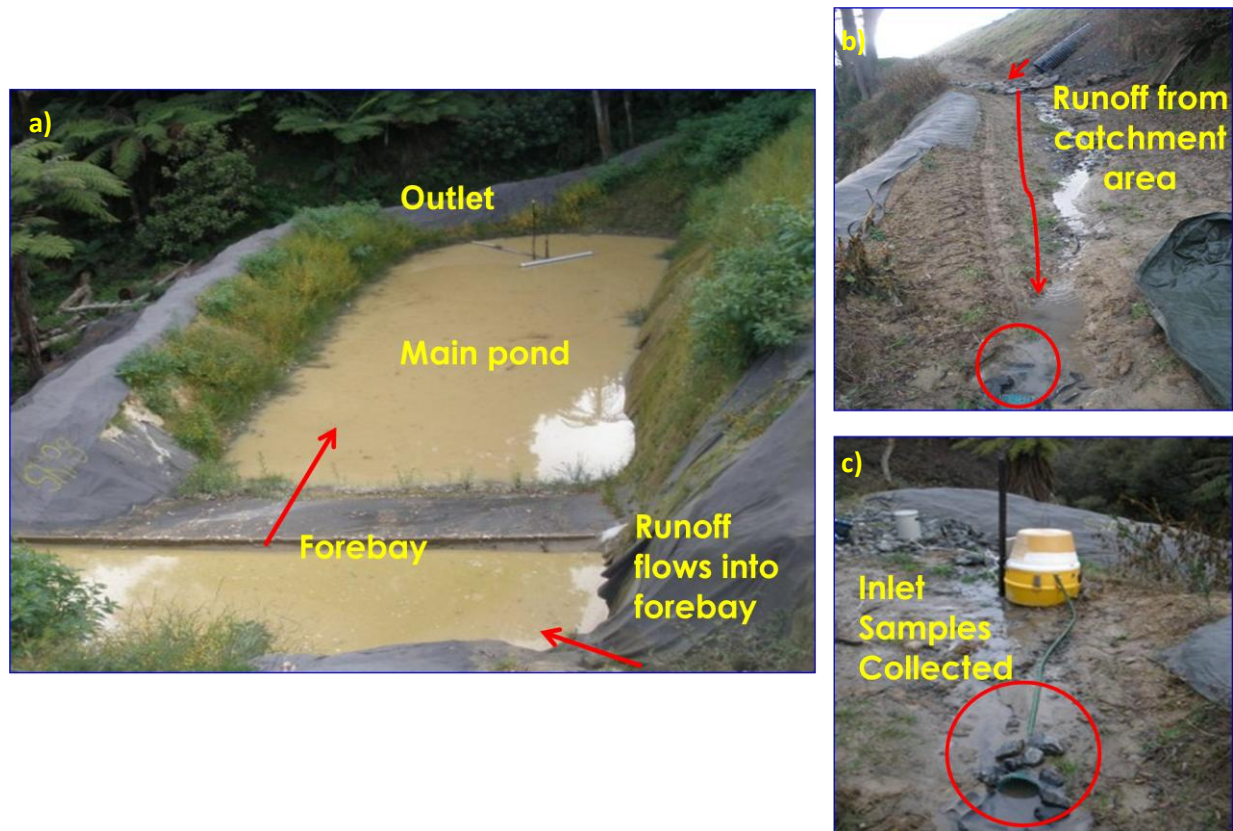 a)
Outlet
Main pond
Forebay
Runoff
flows into
forebay
b)
Runoff from
catchment
area
c)
Inlet
Samples
Collected